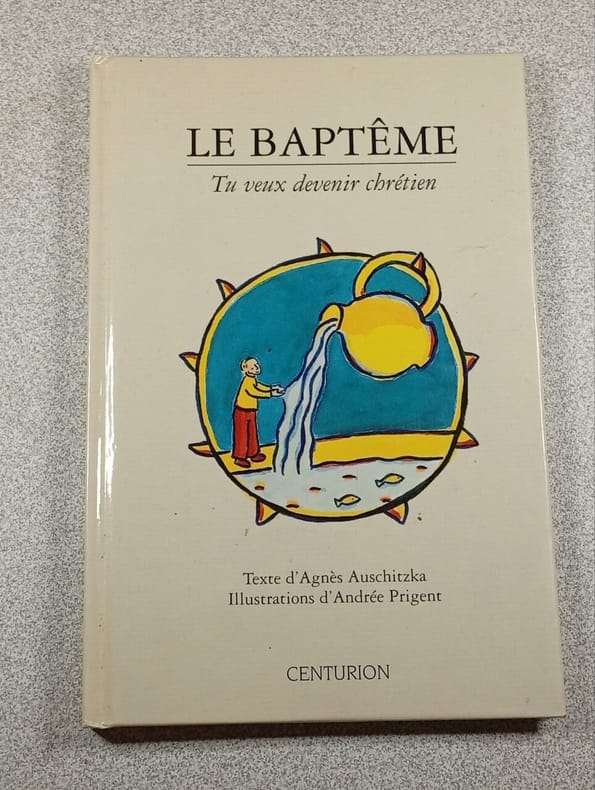 LE BAPTÊME
Tu veux devenir chrétien
Texte d'Agnès Auschitzka
Illustrations d'Andrée Prigent
CENTURION